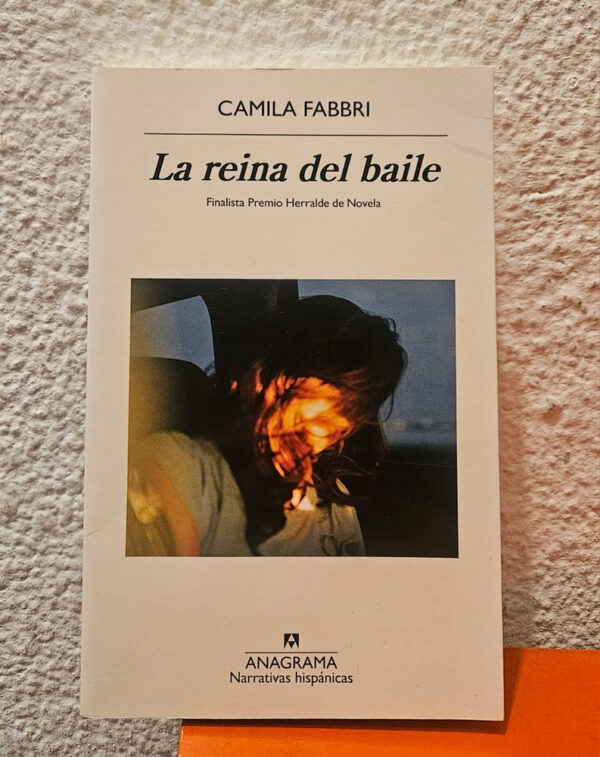 CAMILA FABBRI
La reina del baile
Finalista Premio Herralde de Novela
ANAGRAMA
Narrativas hispánicas